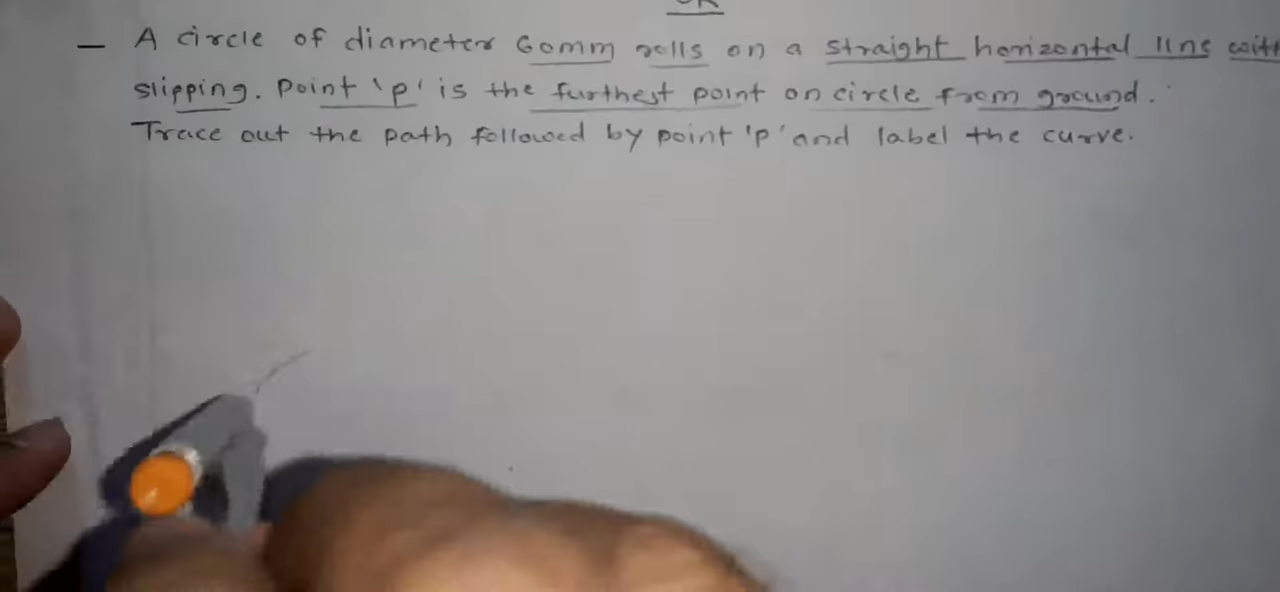 — A circle of diameter 60mm rolls on a straight horizontal line
slipping. Point 'p' is the furthest point on circle from ground.
Trace out the path followed by point 'p' and label the curve.